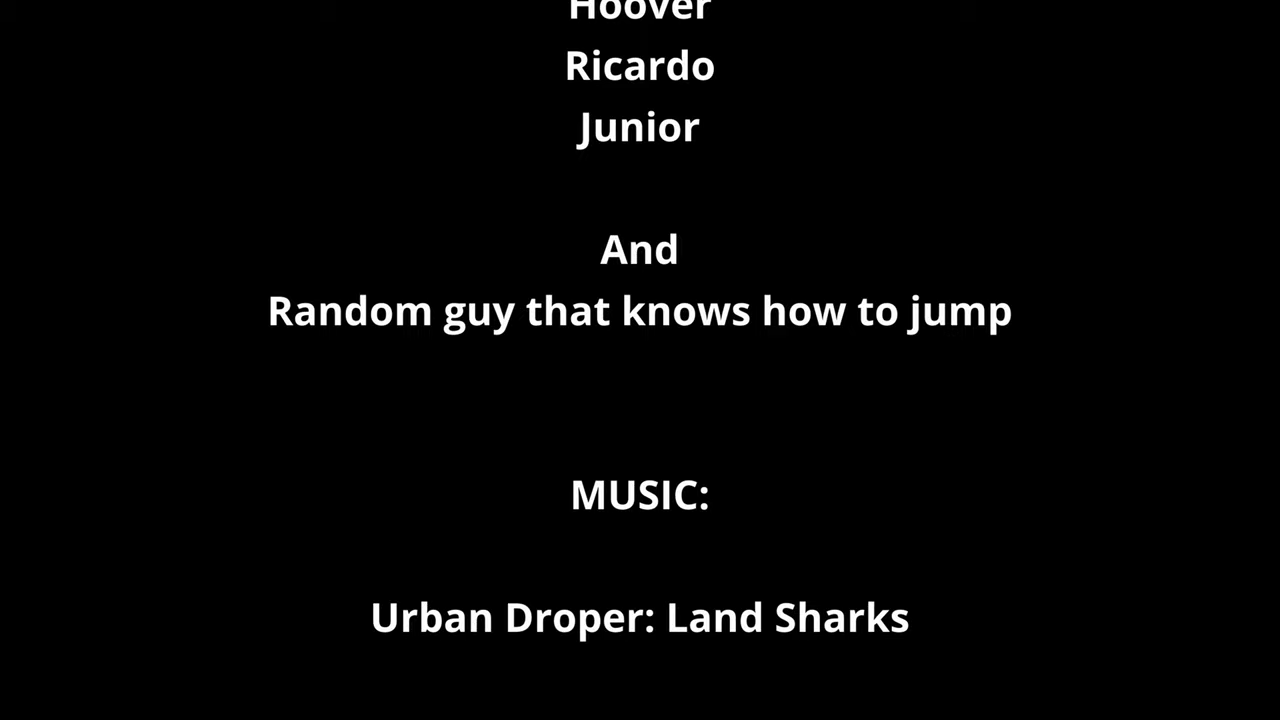 Hoover
Ricardo
Junior
And
Random guy that knows how to jump
MUSIC:
Urban Droper: Land Sharks